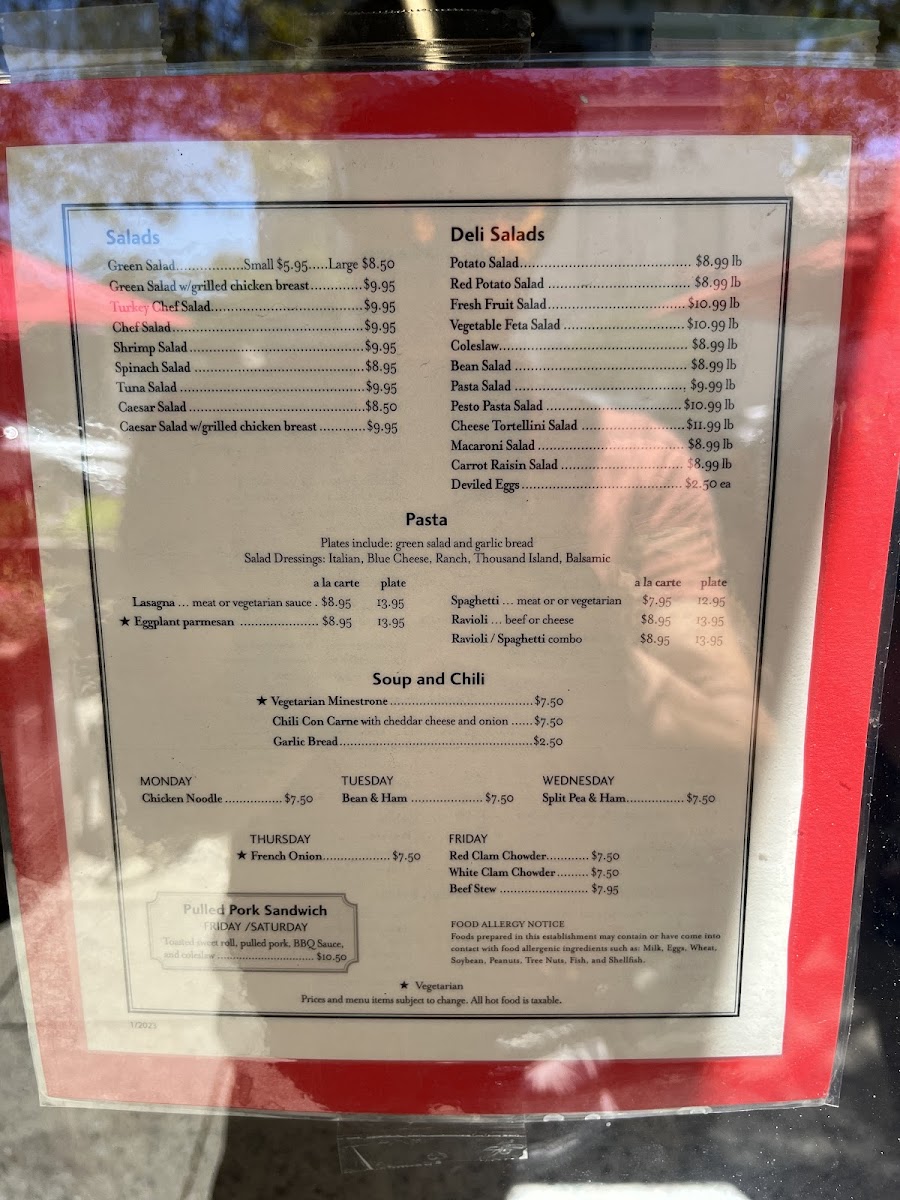 Salads
Green Salad.................Small $5.95.....Large $8.50
Green Salad w/grilled chicken breast.............$9.95
Turkey Chef Salad......................................$9.95
Chef Salad................................................$9.95
Shrimp Salad............................................$9.95
Spinach Salad...........................................$8.95
Tuna Salad...............................................$9.95
Caesar Salad............................................$8.50
Caesar Salad w/grilled chicken breast............$9.95
Deli Salads
Potato Salad........................................... $8.99 lb
Red Potato Salad.................................... $8.99 lb
Fresh Fruit Salad...................................$10.99 lb
Vegetable Feta Salad...............................$10.99 lb
Coleslaw............................................... $8.99 lb
Bean Salad............................................ $8.99 lb
Pasta Salad........................................... $9.99 lb
Pesto Pasta Salad...................................$10.99 lb
Cheese Tortellini Salad...........................$11.99 lb
Macaroni Salad...................................... $8.99 lb
Carrot Raisin Salad................................ $8.99 lb
Deviled Eggs......................................... $2.50 ea
Pasta
Plates include: green salad and garlic bread
Salad Dressings: Italian, Blue Cheese, Ranch, Thousand Island, Balsamic
a la carte plate
Lasagna ... meat or vegetarian sauce . $8.95 13.95
★ Eggplant parmesan .................... $8.95 13.95
a la carte plate
Spaghetti ... meat or or vegetarian $7.95 12.95
Ravioli ... beef or cheese $8.95 13.95
Ravioli / Spaghetti combo $8.95 13.95
Soup and Chili
★ Vegetarian Minestrone.....................................$7.50
Chili Con Carne with cheddar cheese and onion ......$7.50
Garlic Bread..................................................$2.50
MONDAY
Chicken Noodle................ $7.50
TUESDAY
Bean & Ham .................... $7.50
WEDNESDAY
Split Pea & Ham................ $7.50
THURSDAY
★ French Onion.................... $7.50
FRIDAY
Red Clam Chowder............ $7.50
White Clam Chowder......... $7.50
Beef Stew ......................... $7.95
Pulled Pork Sandwich
FRIDAY /SATURDAY
Toasted sweet roll, pulled pork, BBQ Sauce,
and coleslaw............................... $10.50
FOOD ALLERGY NOTICE
Foods prepared in this establishment may contain or have come into
contact with food allergenic ingredients such as: Milk, Eggs, Wheat,
Soybean, Peanuts, Tree Nuts, Fish, and Shellfish.
★ Vegetarian
Prices and menu items subject to change. All hot food is taxable.
1/2023